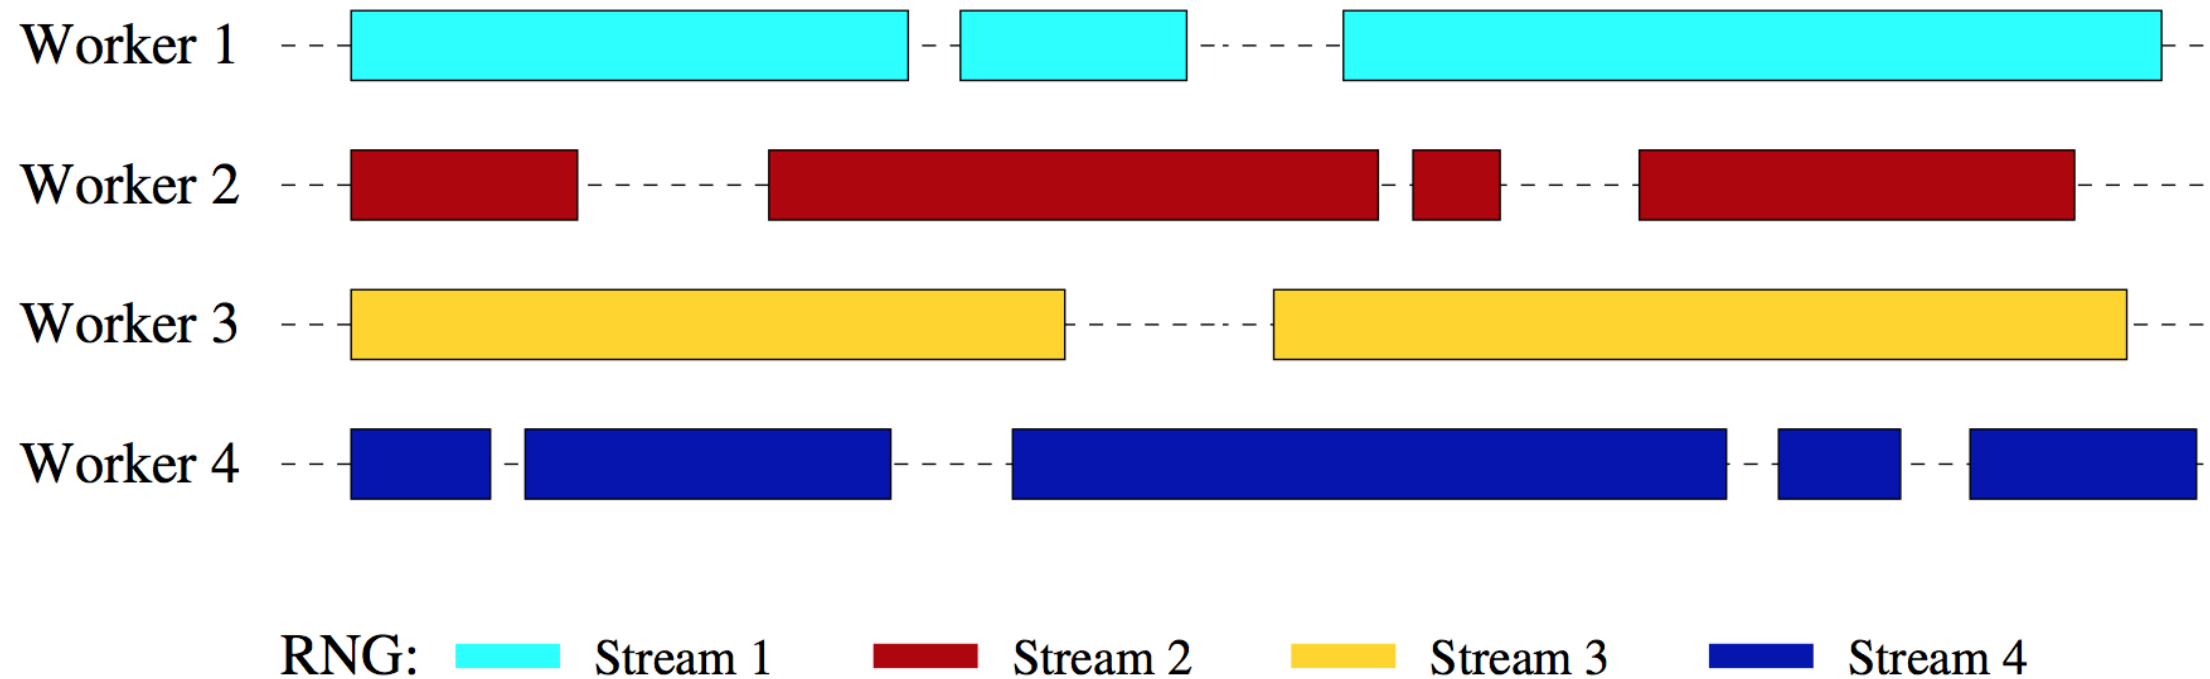 Worker 1
Worker 2
Worker 3
Worker 4
RNG: Stream 1 Stream 2 Stream 3 Stream 4